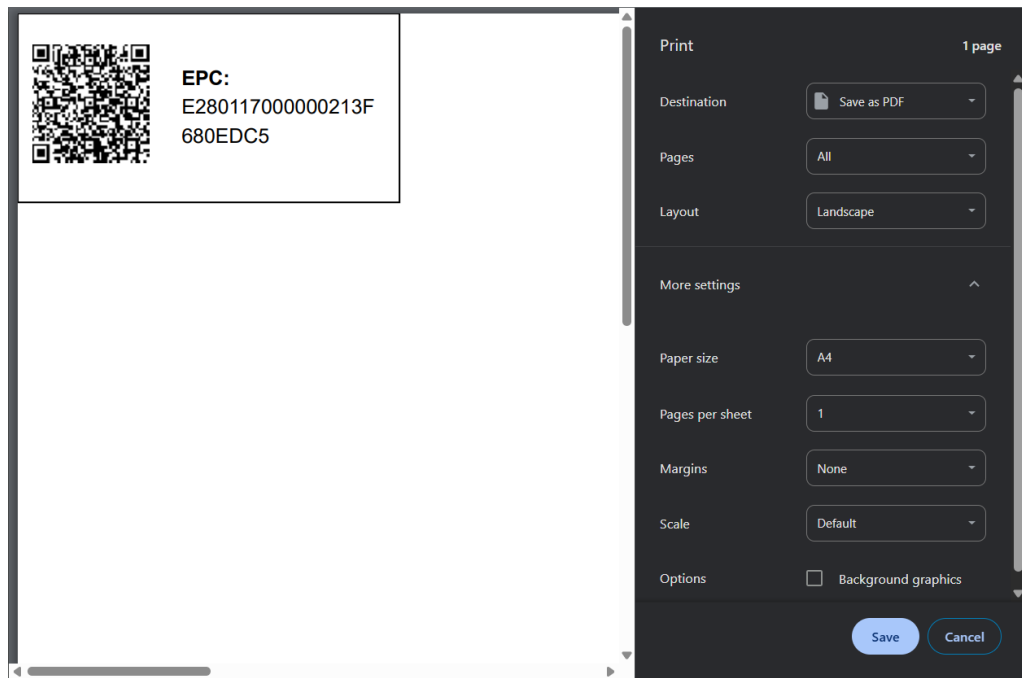 EPC:
E280117000000213F
680EDC5
Print
1 page
Destination
Save as PDF
Pages
All
Layout
Landscape
More settings
Paper size
A4
Pages per sheet
1
Margins
None
Scale
Default
Options
Background graphics
Save
Cancel